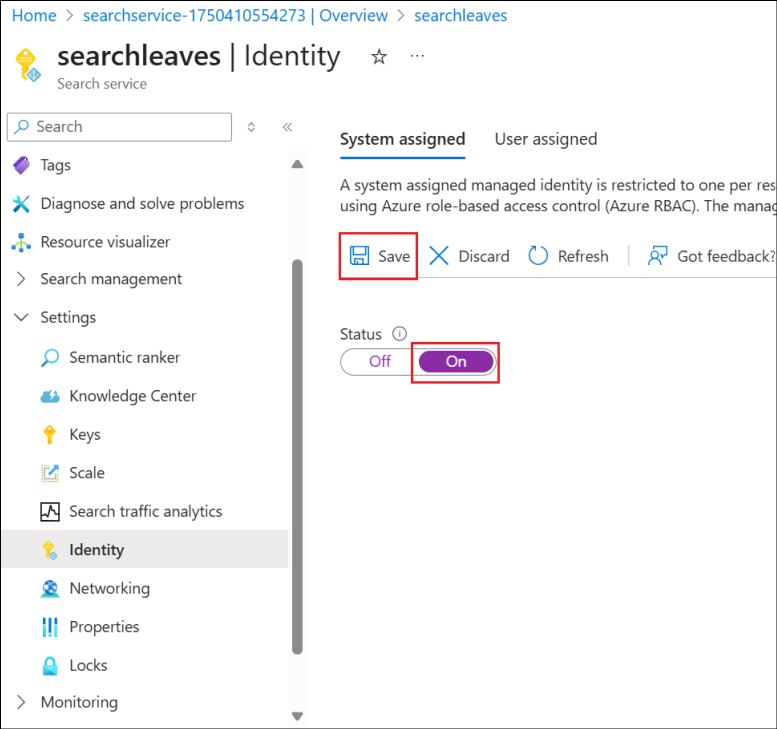 Home > searchservice-1750410554273 | Overview > searchleaves
searchleaves | Identity
Search service
Search
System assigned
User assigned
A system assigned managed identity is restricted to one per res
using Azure role-based access control (Azure RBAC). The manag
Save
Discard
Refresh
Got feedback?
Status
Off
On
Tags
Diagnose and solve problems
Resource visualizer
Search management
Settings
Semantic ranker
Knowledge Center
Keys
Scale
Search traffic analytics
Identity
Networking
Properties
Locks
Monitoring